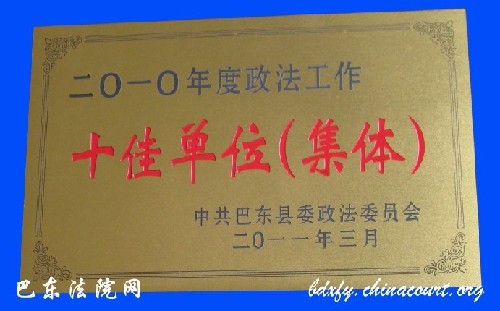 二〇一〇年度政法工作
十佳单位(集体)
中共巴东县委政法委员会
二〇一一年三月
巴东法院网
bdxfy.chinacourt.org